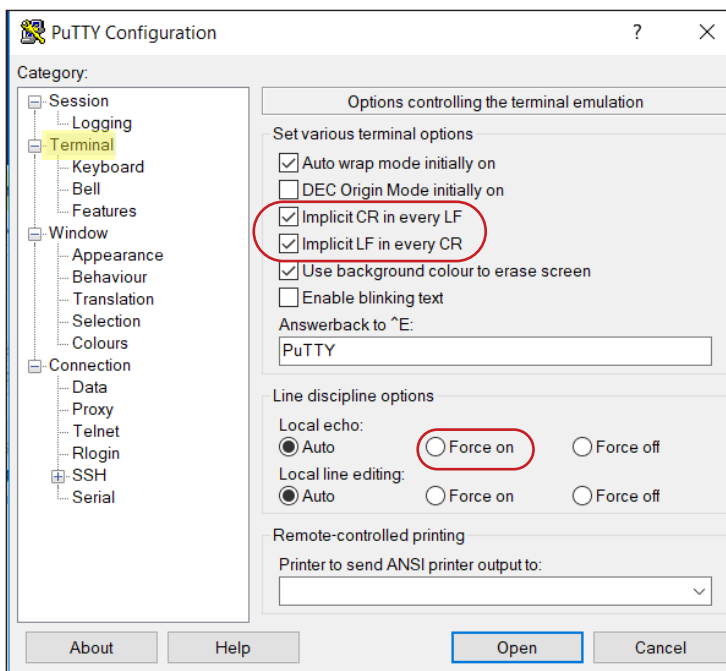 PuTTY Configuration
?
Category:
Session
Logging
Terminal
Keyboard
Bell
Features
Window
Appearance
Behaviour
Translation
Selection
Colours
Connection
Data
Proxy
Telnet
Rlogin
SSH
Serial
Options controlling the terminal emulation
Set various terminal options
Auto wrap mode initially on
DEC Origin Mode initially on
Implicit CR in every LF
Implicit LF in every CR
Use background colour to erase screen
Enable blinking text
Answerback to ^E:
PuTTY
Line discipline options
Local echo:
Auto Force on Force off
Local line editing:
Auto Force on Force off
Remote-controlled printing
Printer to send ANSI printer output to:
About Help Open Cancel